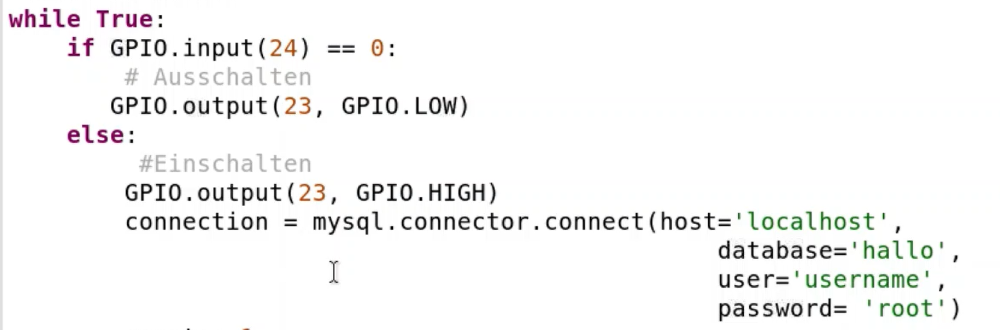 while True:
    if GPIO.input(24) == 0:
        # Ausschalten
       GPIO.output(23, GPIO.LOW)
    else:
         #Einschalten
        GPIO.output(23, GPIO.HIGH)
        connection = mysql.connector.connect(host='localhost',
                                                 database='hallo',
                                                 user='username',
                                                 password= 'root')